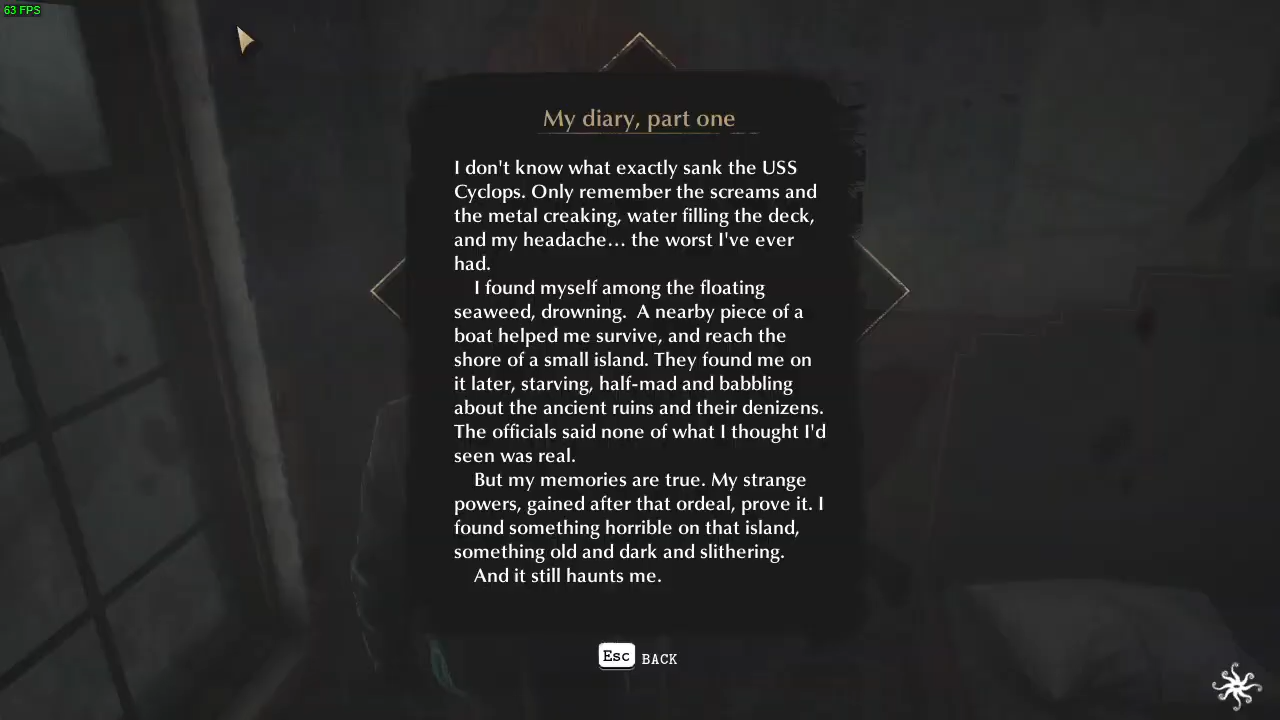 63 FPS
My diary, part one
I don't know what exactly sank the USS
Cyclops. Only remember the screams and
the metal creaking, water filling the deck,
and my headache… the worst I've ever
had.
I found myself among the floating
seaweed, drowning.  A nearby piece of a
boat helped me survive, and reach the
shore of a small island. They found me on
it later, starving, half-mad and babbling
about the ancient ruins and their denizens.
The officials said none of what I thought I'd
seen was real.
But my memories are true. My strange
powers, gained after that ordeal, prove it. I
found something horrible on that island,
something old and dark and slithering.
And it still haunts me.
Esc BACK